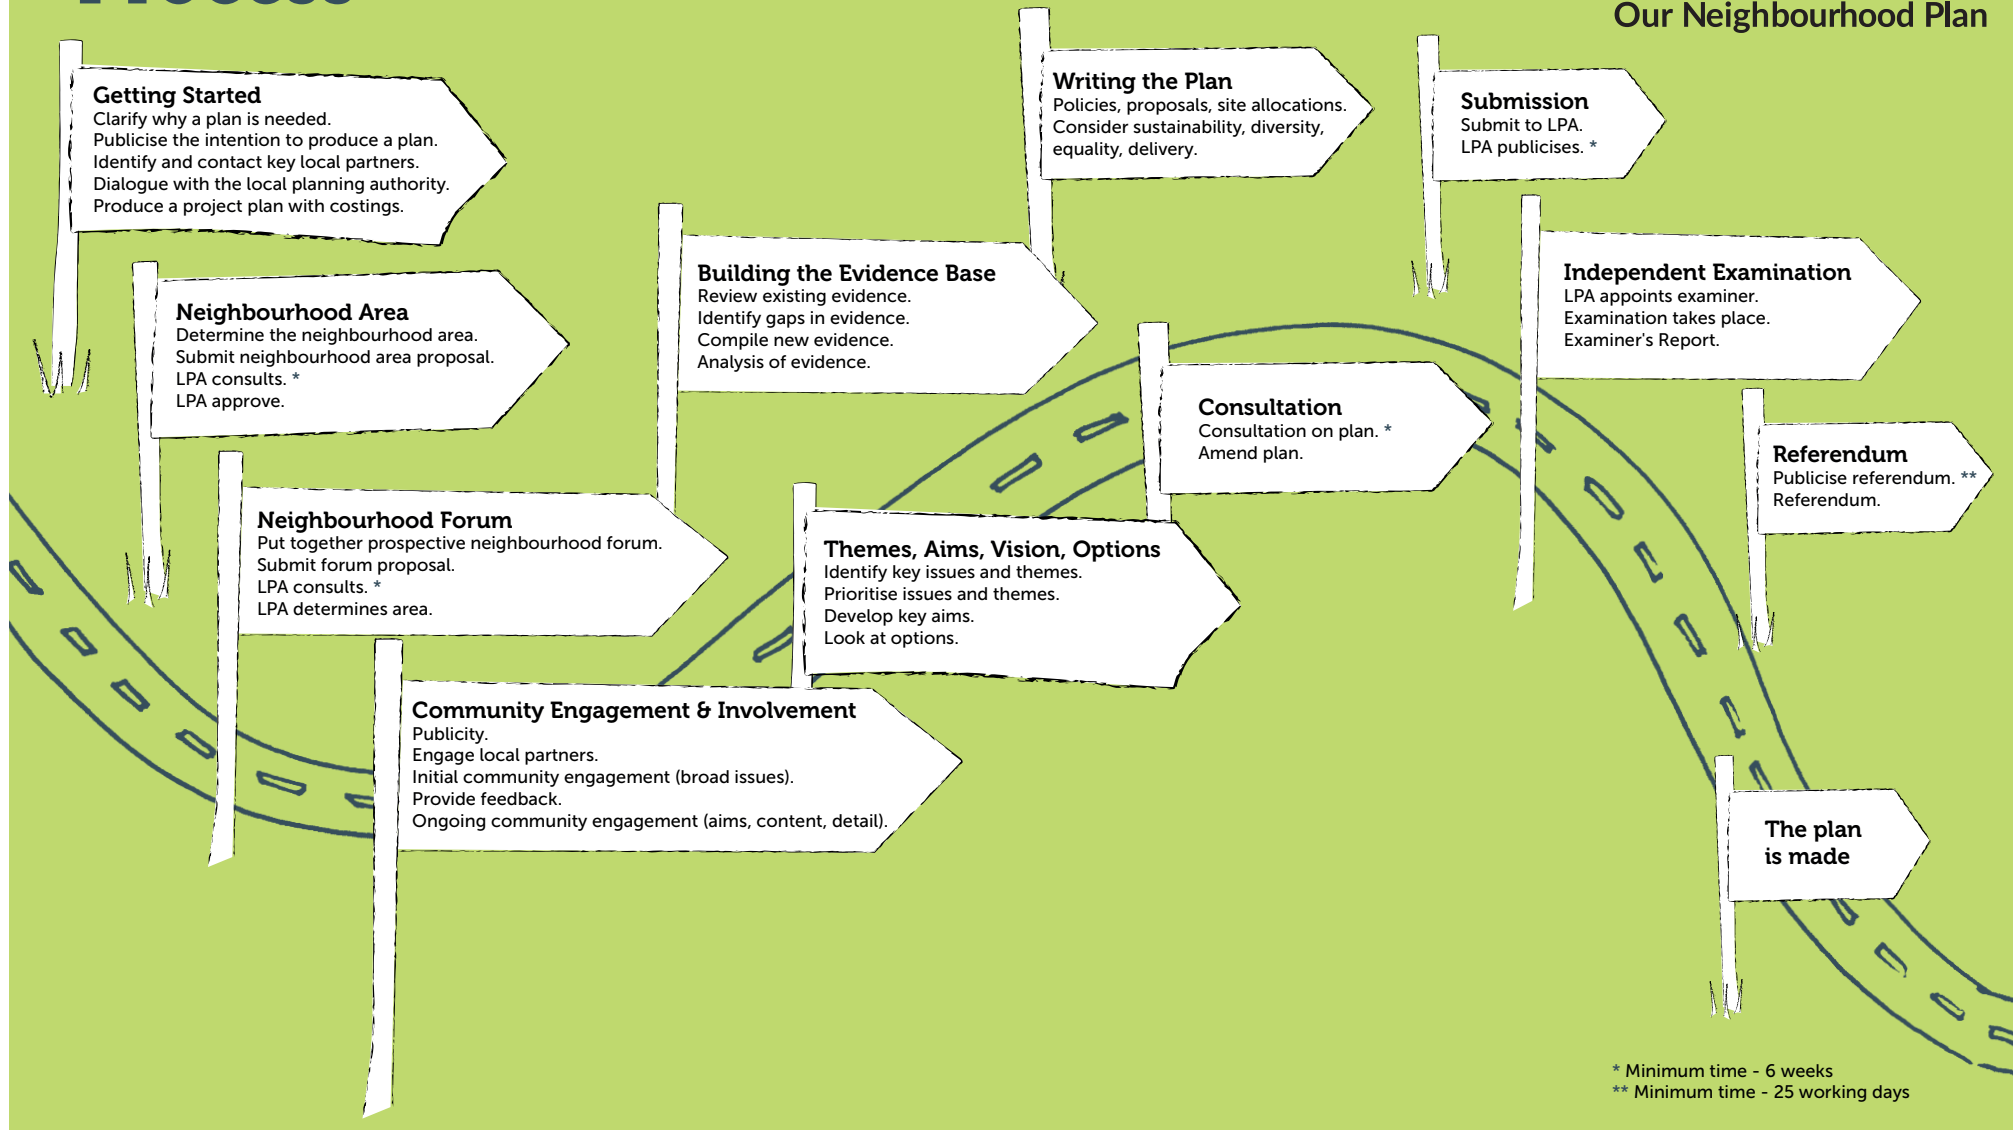 Our Neighbourhood Plan
Getting Started
Clarify why a plan is needed.
Publicise the intention to produce a plan.
Identify and contact key local partners.
Dialogue with the local planning authority.
Produce a project plan with costings.
Neighbourhood Area
Determine the neighbourhood area.
Submit neighbourhood area proposal.
LPA consults. *
LPA approve.
Neighbourhood Forum
Put together prospective neighbourhood forum.
Submit forum proposal.
LPA consults. *
LPA determines area.
Community Engagement & Involvement
Publicity.
Engage local partners.
Initial community engagement (broad issues).
Provide feedback.
Ongoing community engagement (aims, content, detail).
Building the Evidence Base
Review existing evidence.
Identify gaps in evidence.
Compile new evidence.
Analysis of evidence.
Themes, Aims, Vision, Options
Identify key issues and themes.
Prioritise issues and themes.
Develop key aims.
Look at options.
Writing the Plan
Policies, proposals, site allocations.
Consider sustainability, diversity,
equality, delivery.
Consultation
Consultation on plan. *
Amend plan.
Submission
Submit to LPA.
LPA publicises. *
Independent Examination
LPA appoints examiner.
Examination takes place.
Examiner's Report.
Referendum
Publicise referendum. **
Referendum.
The plan
is made
* Minimum time - 6 weeks
** Minimum time - 25 working days